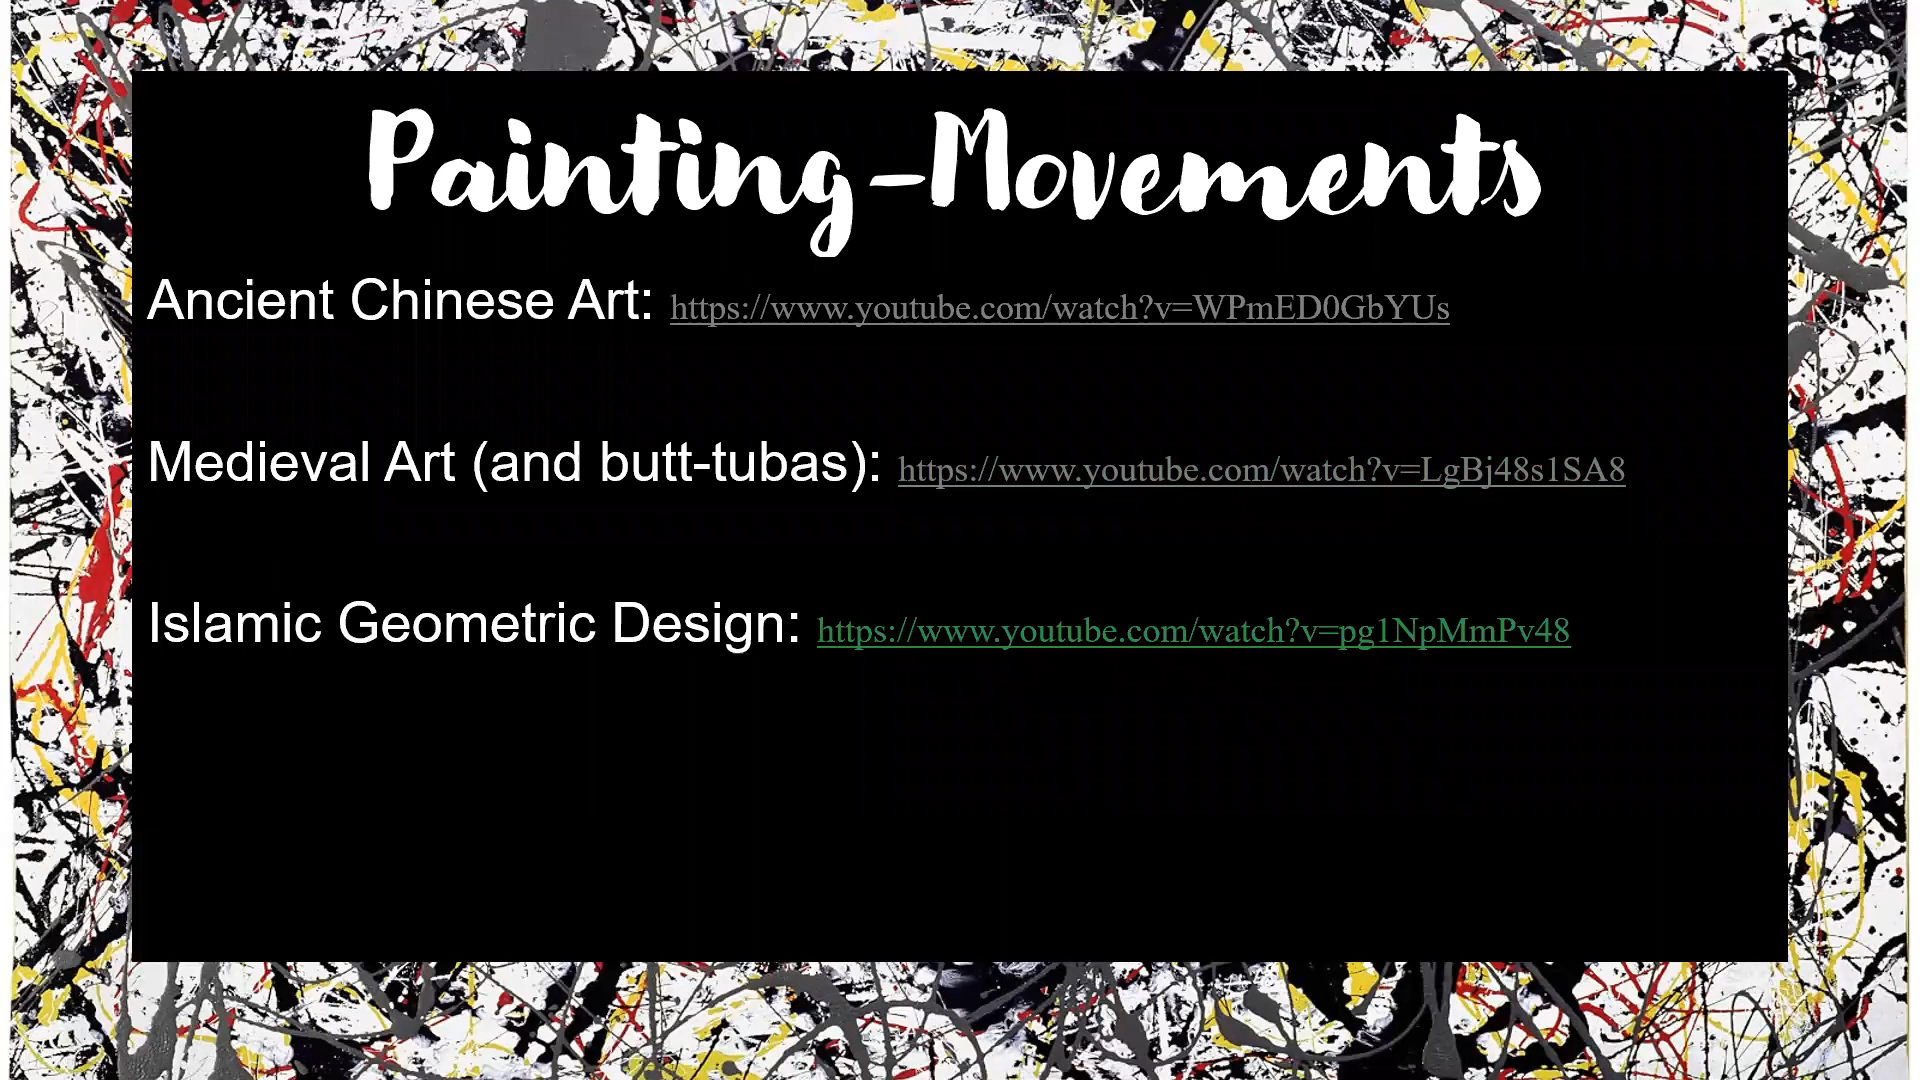 Painting-Movements
Ancient Chinese Art: https://www.youtube.com/watch?v=WPmED0GbYUs
Medieval Art (and butt-tubas): https://www.youtube.com/watch?v=LgBj48s1SA8
Islamic Geometric Design: https://www.youtube.com/watch?v=pg1NpMmPv48